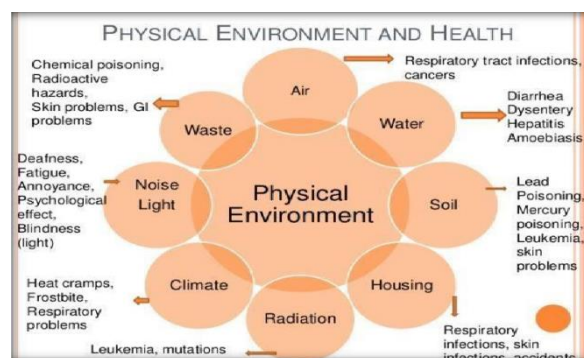 PHYSICAL ENVIRONMENT AND HEALTH
Chemical poisoning,
Radioactive
hazards,
Skin problems, GI
problems
Respiratory tract infections,
cancers
Air
Waste
Water
Diarrhea
Dysentery
Hepatitis
Amoebiasis
Deafness,
Fatigue,
Annoyance,
Psychological
effect,
Blindness
(light)
Noise
Light
Physical
Environment
Soil
Lead
Poisoning,
Mercury
poisoning,
Leukemia,
skin
problems
Heat cramps,
Frostbite,
Respiratory
problems
Climate
Housing
Radiation
Leukemia, mutations
Respiratory
infections, skin
infections, accidents